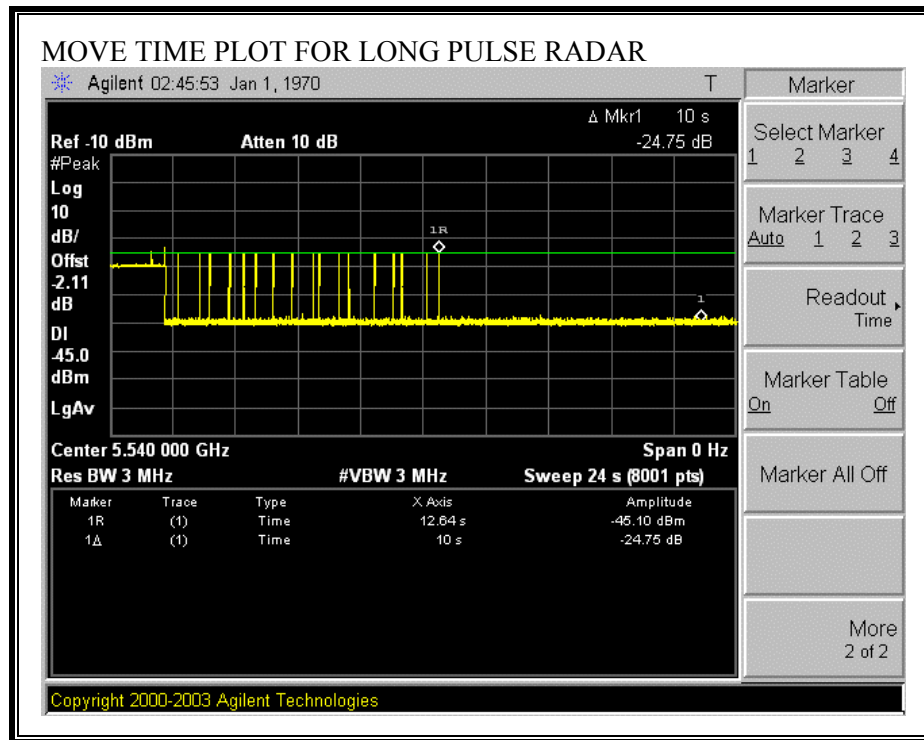 MOVE TIME PLOT FOR LONG PULSE RADAR
Agilent 02:45:53 Jan 1, 1970 T
Δ Mkr1 10 s
Ref -10 dBm Atten 10 dB -24.75 dB
#Peak
Log
10
dB/
Offst
-2.11
dB
DI
-45.0
dBm
LgAv
1R
1
Center 5.540 000 GHz Span 0 Hz
Res BW 3 MHz #VBW 3 MHz Sweep 24 s (8001 pts)
Marker Trace Type X Axis Amplitude
1R (1) Time 12.64 s -45.10 dBm
1Δ (1) Time 10 s -24.75 dB
Marker
Select Marker
1 2 3 4
Marker Trace
Auto 1 2 3
Readout
Time
Marker Table
On Off
Marker All Off
More
2 of 2
Copyright 2000-2003 Agilent Technologies